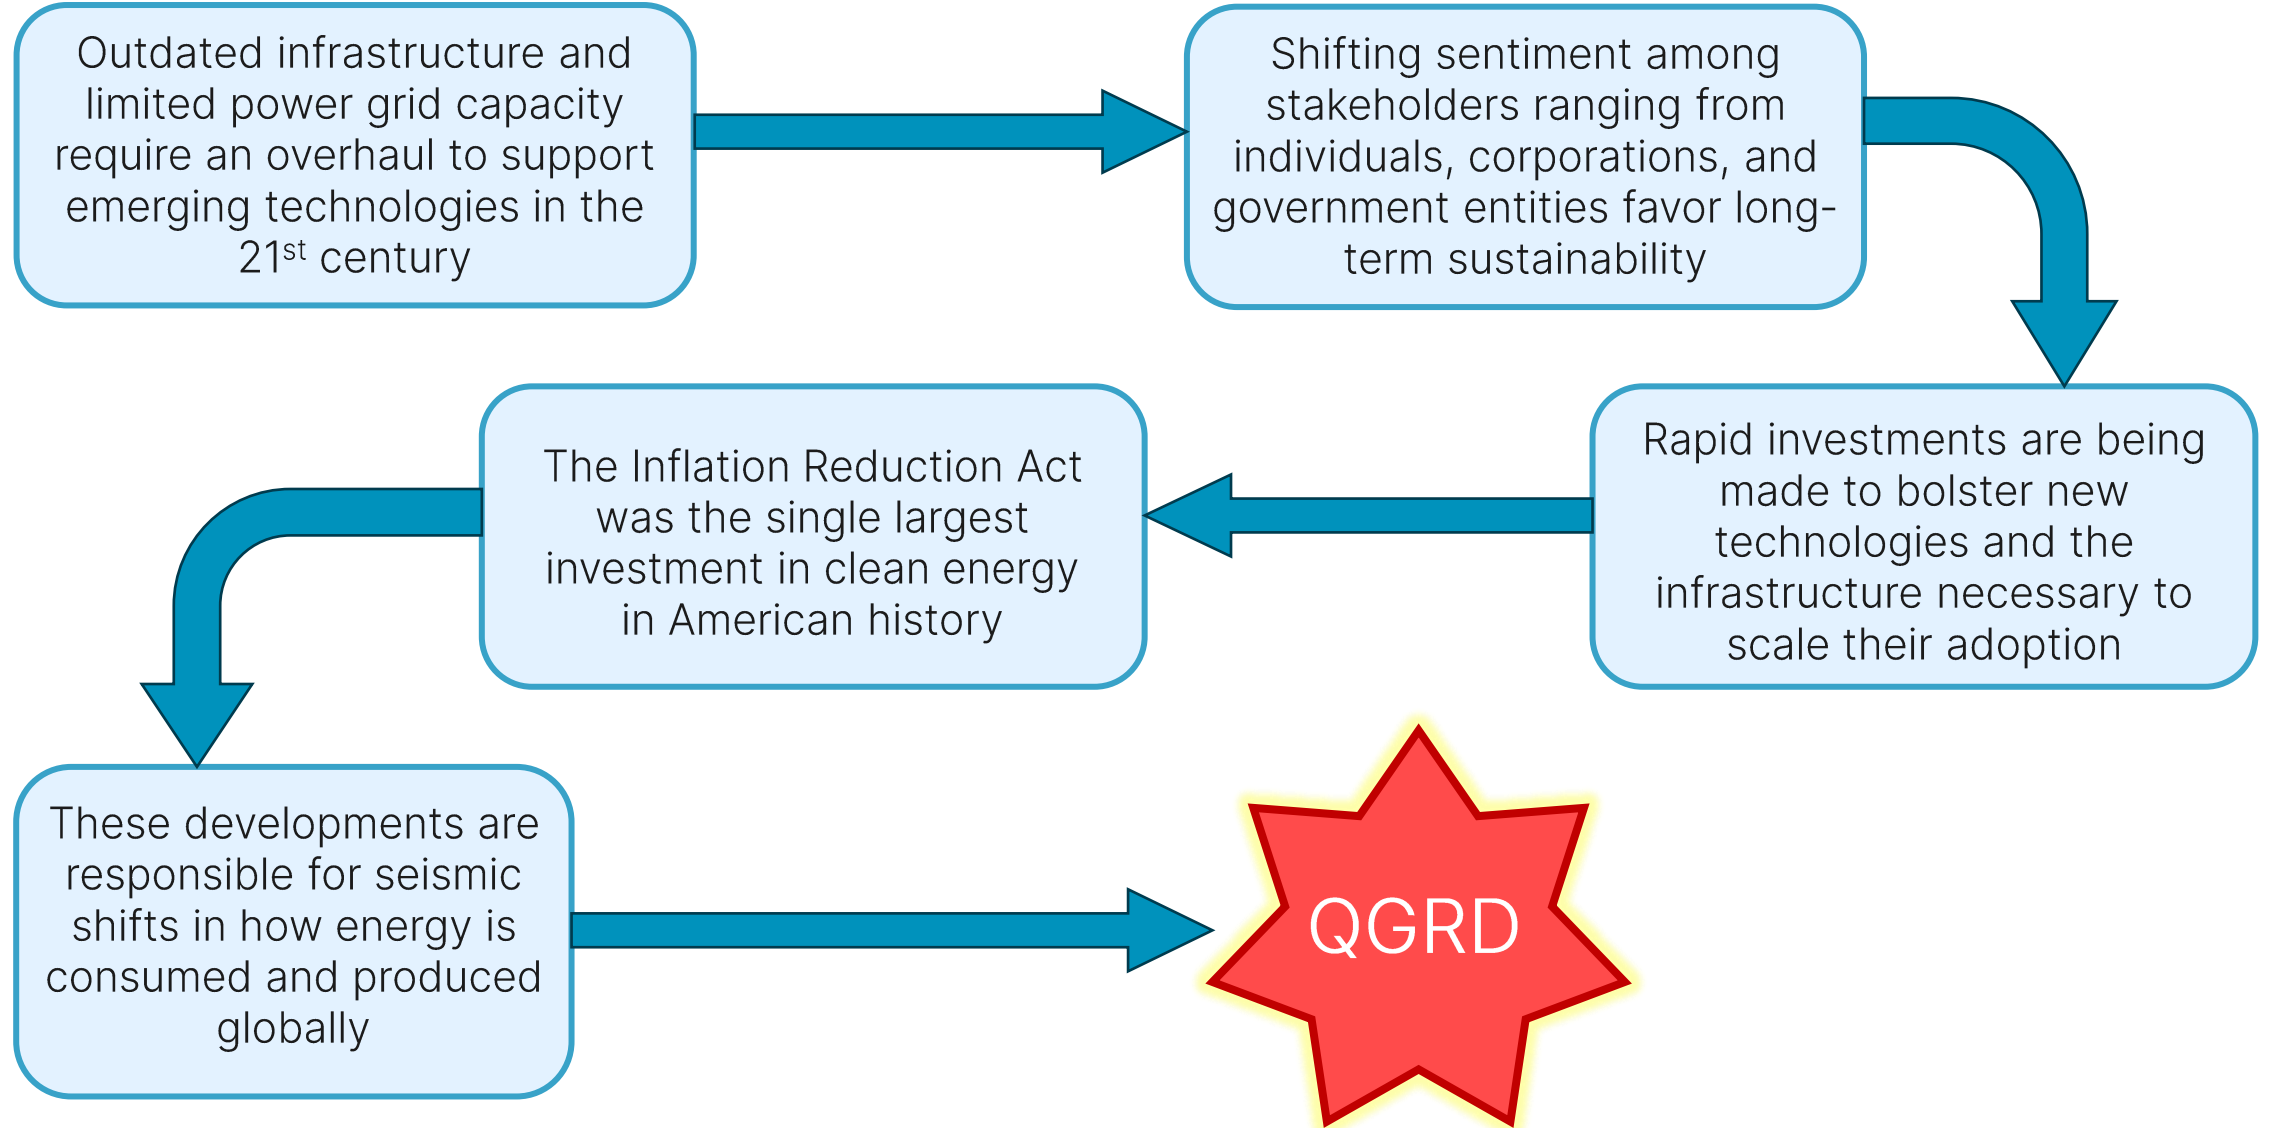 Outdated infrastructure and
limited power grid capacity
require an overhaul to support
emerging technologies in the
21st century
Shifting sentiment among
stakeholders ranging from
individuals, corporations, and
government entities favor long-
term sustainability
Rapid investments are being
made to bolster new
technologies and the
infrastructure necessary to
scale their adoption
The Inflation Reduction Act
was the single largest
investment in clean energy
in American history
These developments are
responsible for seismic
shifts in how energy is
consumed and produced
globally
QGRD